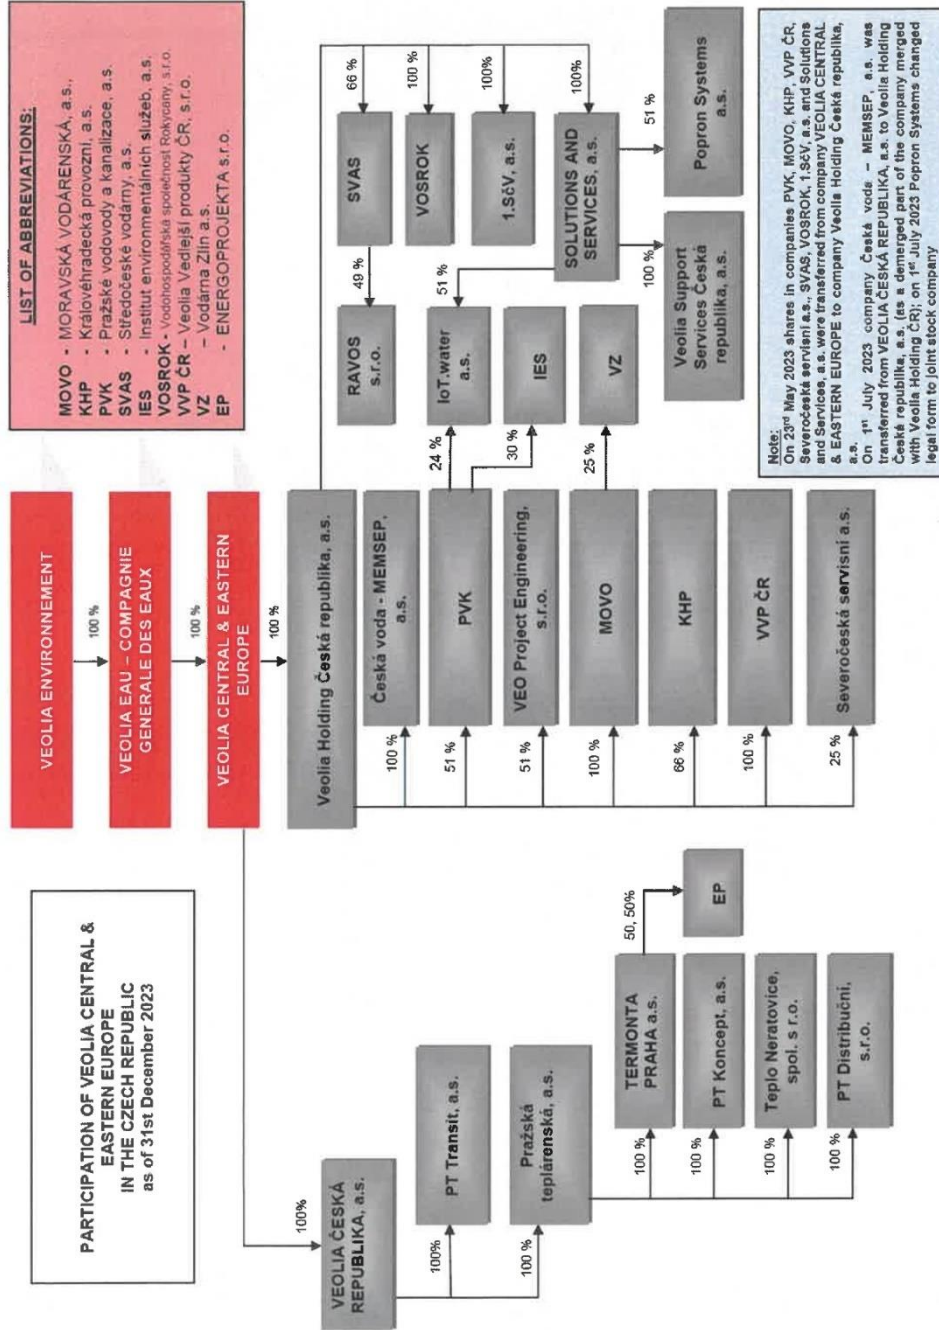 PARTICIPATION OF VEOLIA CENTRAL &
EASTERN EUROPE
IN THE CZECH REPUBLIC
as of 31st December 2023
VEOLIA ENVIRONNEMENT
100 %
VEOLIA EAU – COMPAGNIE
GENERALE DES EAUX
100 %
VEOLIA CENTRAL & EASTERN
EUROPE
100 %
LIST OF ABBREVIATIONS:
MOVO - MORAVSKÁ VODÁRENSKÁ, a.s.,
KHP - Královéhradecká provozní, a.s.
PVK - Pražské vodovody a kanalizace, a.s.
SVAS - Středočeské vodárny, a.s.
IES - Institut environmentálních služeb, a.s.
VOSROK - Vodohospodářská společnost Rokycany, s.r.o.
VVP ČR – Veolia Vedlejší produkty ČR, s.r.o.
VZ – Vodárna Zlín a.s.
EP - ENERGOPROJEKTA s.r.o.
100%
VEOLIA ČESKÁ
REPUBLIKA, a.s.
100%
PT Transit, a.s.
100 %
Pražská
teplárenská, a.s.
100 %
TERMONTA
PRAHA a.s.
50, 50%
EP
100 %
PT Koncept, a.s.
100 %
Teplo Neratovice,
spol. s r.o.
100 %
PT Distribuční,
s.r.o.
Veolia Holding Česká republika, a.s.
100 %
Česká voda - MEMSEP,
a.s.
51 %
PVK
24 %
30 %
51 %
VEO Project Engineering,
s.r.o.
100 %
MOVO
25 %
66 %
KHP
100 %
VVP ČR
25 %
Severočeská servisní a.s.
RAVOS
s.r.o.
49 %
IoT.water
a.s.
51 %
IES
VZ
66 %
SVAS
100 %
VOSROK
100%
1.SčV, a.s.
100%
SOLUTIONS AND
SERVICES, a.s.
100 %
Veolia Support
Services Česká
republika, a.s.
51 %
Popron Systems
a.s.
Note:
On 23rd May 2023 shares in companies PVK, MOVO, KHP, VVP ČR,
Severočeská servisní a.s., SVAS, VOSROK, 1.SčV, a.s. and Solutions
and Services, a.s. were transferred from company VEOLIA CENTRAL
& EASTERN EUROPE to company Veolia Holding Česká republika,
a.s.
On 1st July 2023 company Česká voda – MEMSEP, a.s. was
transferred from VEOLIA ČESKÁ REPUBLIKA, a.s. to Veolia Holding
Česká republika, a.s. (as a demerged part of the company merged
with Veolia Holding ČR); on 1st July 2023 Popron Systems changed
legal form to joint stock company